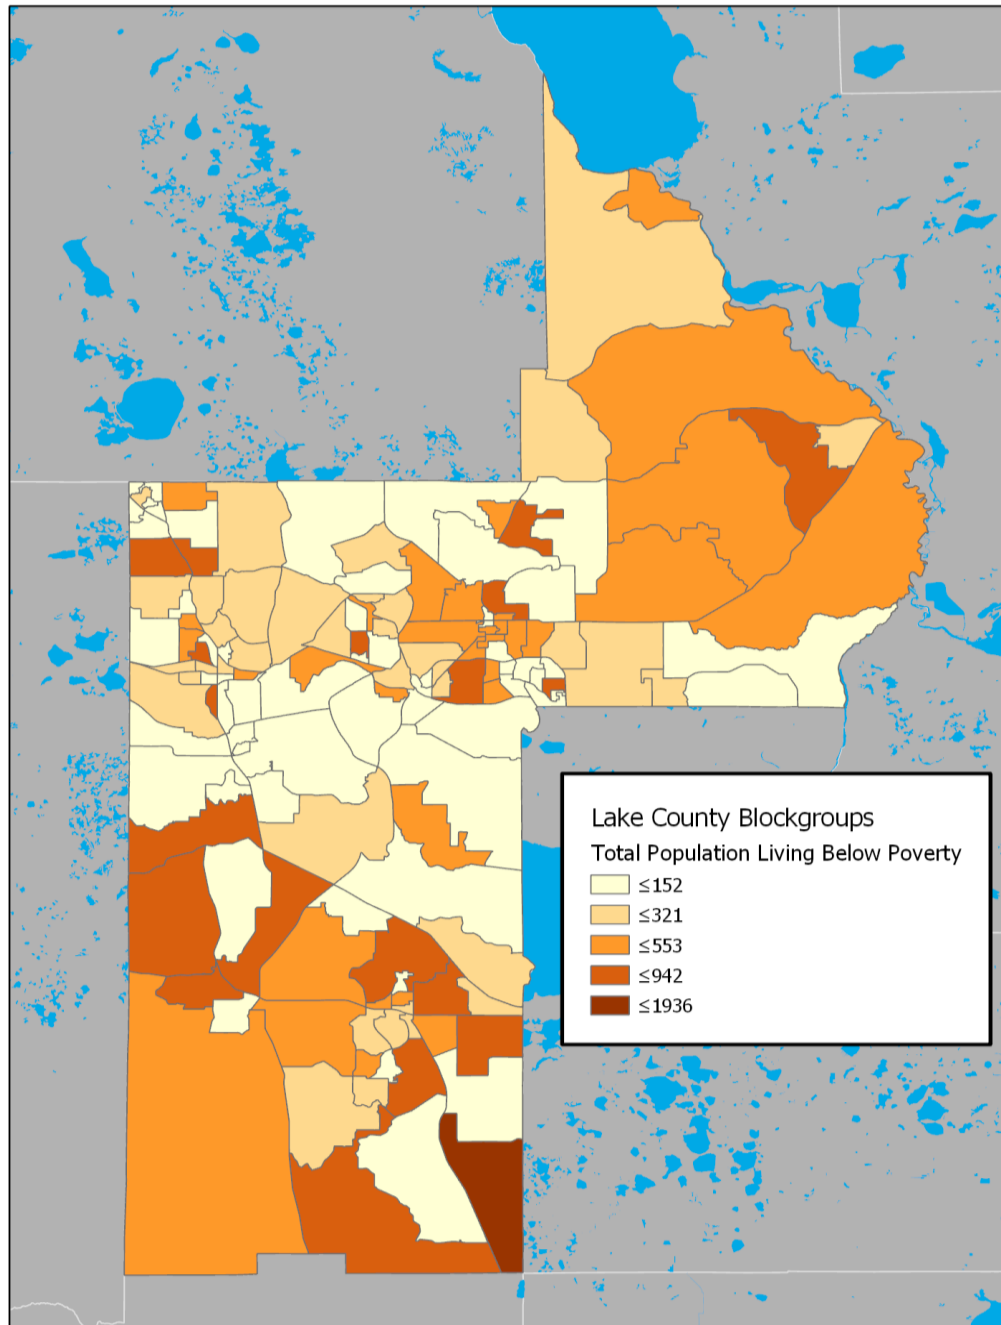 Lake County Blockgroups
Total Population Living Below Poverty
≤152
≤321
≤553
≤942
≤1936